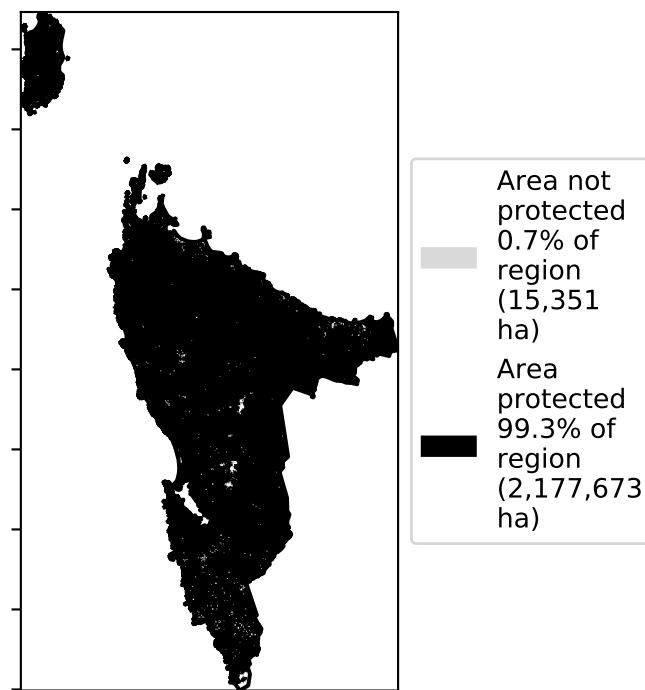 Area not
protected
0.7% of
region
(15,351
ha)
Area
protected
99.3% of
region
(2,177,673
ha)